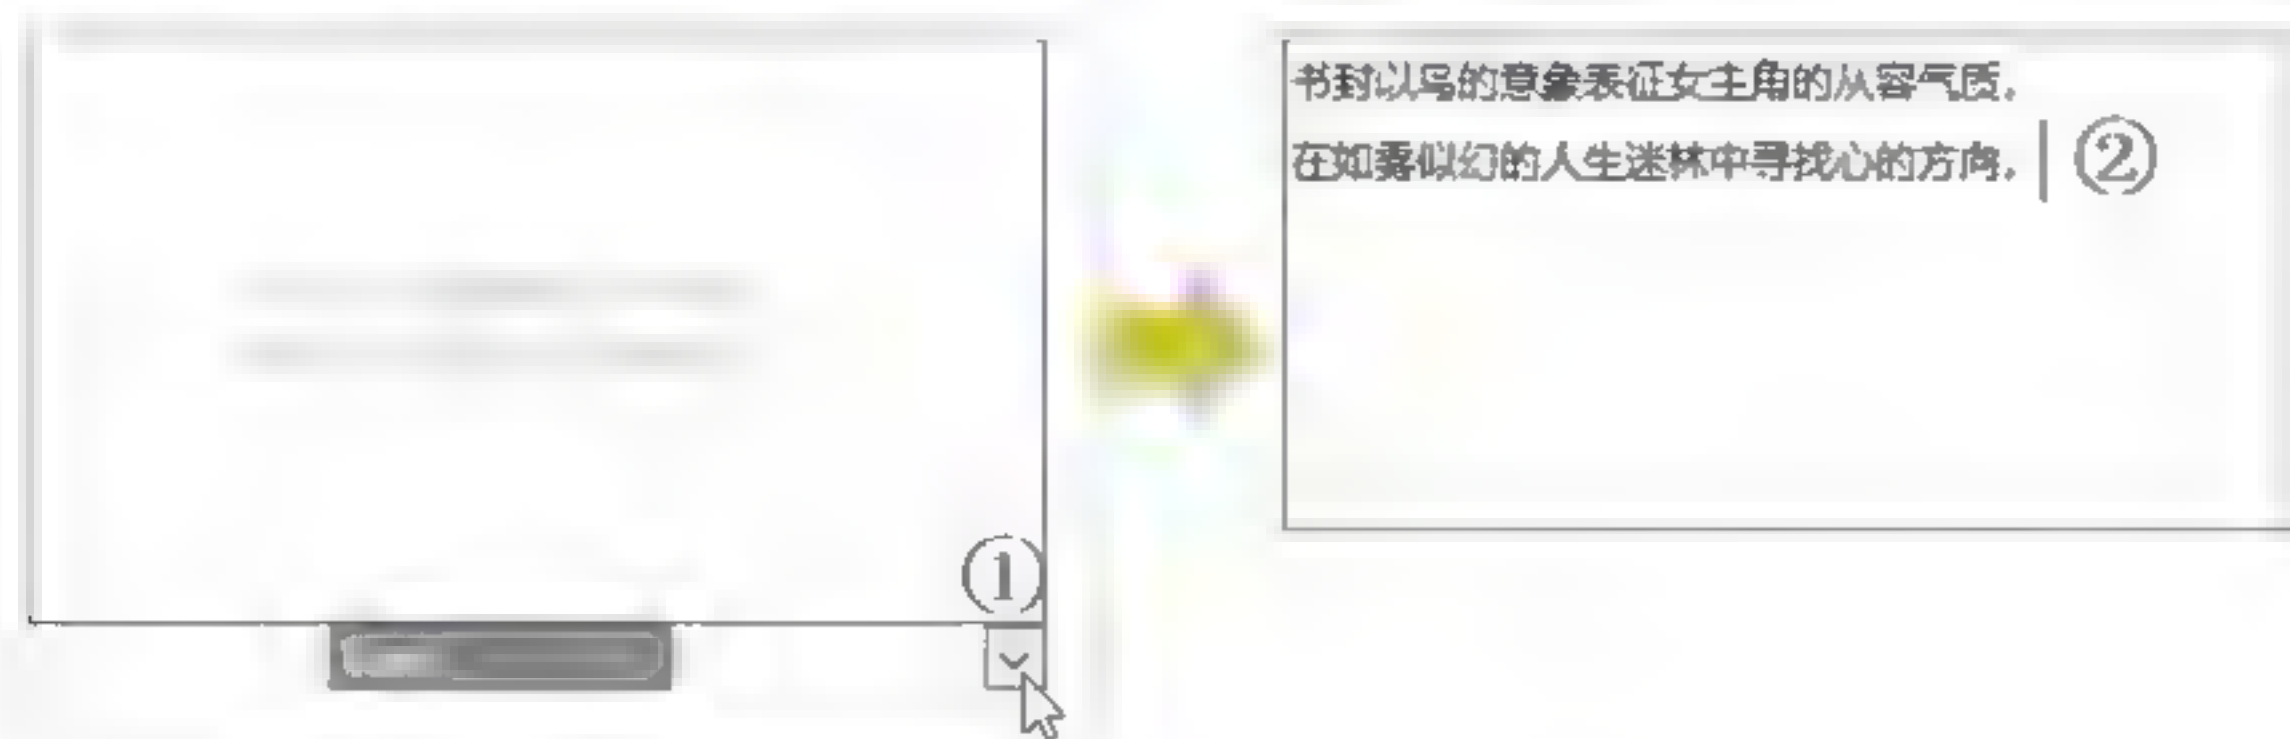 书封以鸟的意象表征女主角的从容气质，
在如雾似幻的人生迷林中寻找心的方向。
②
①